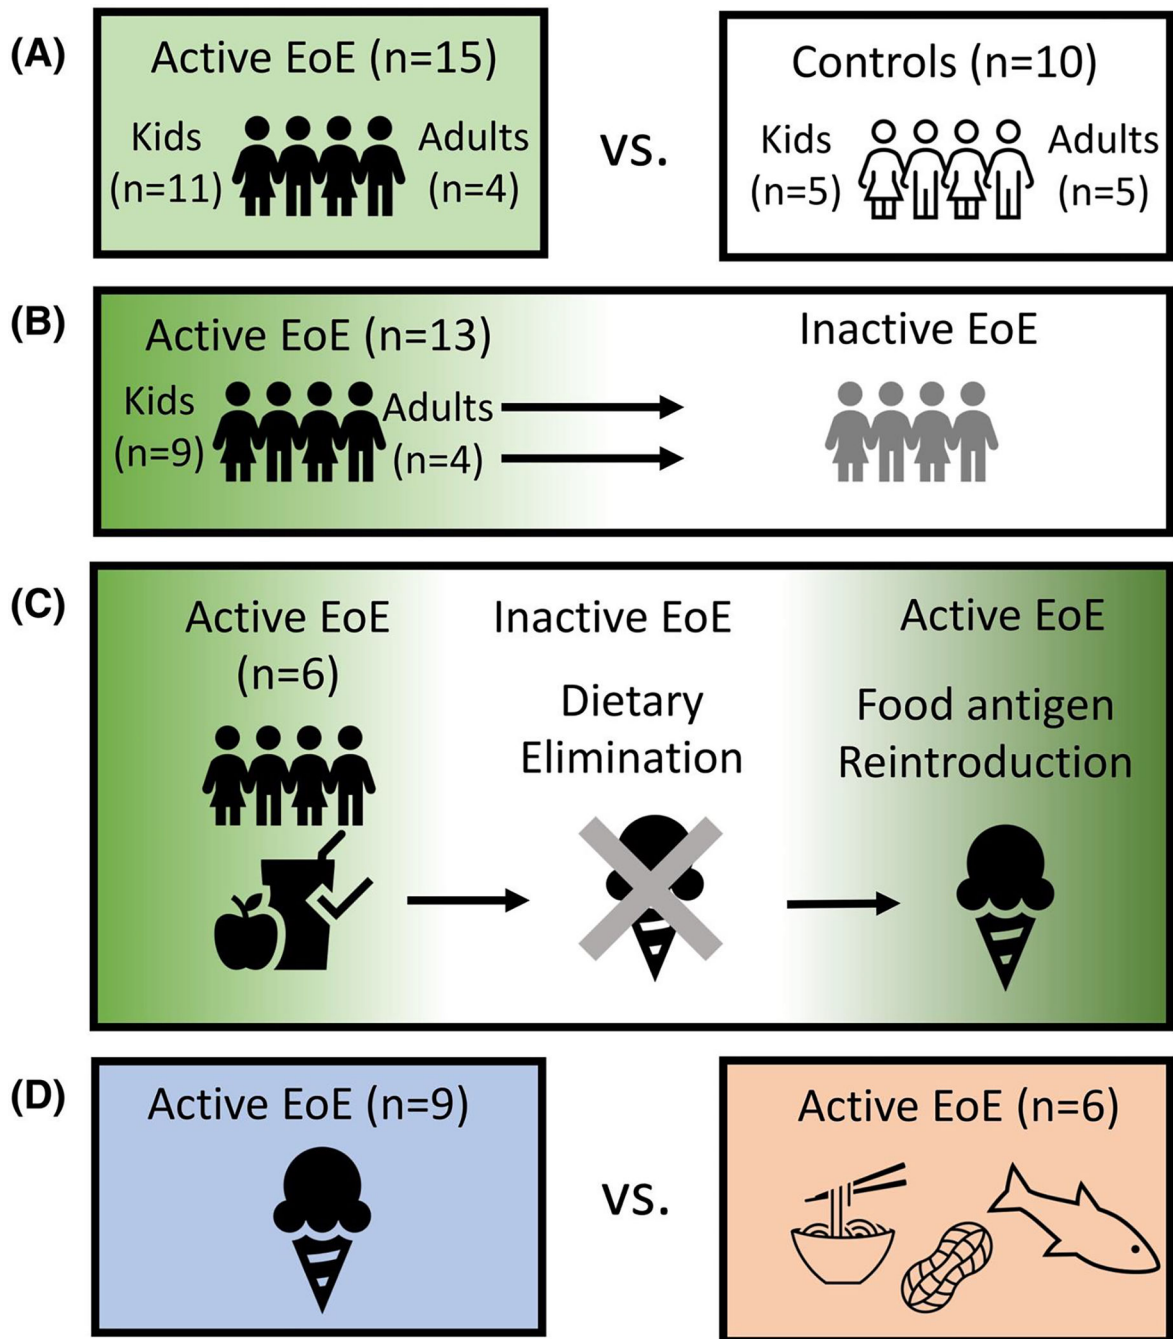 (A)
Active EoE (n=15)
Kids
(n=11)
Adults
(n=4)
vs.
Controls (n=10)
Kids
(n=5)
Adults
(n=5)
(B)
Active EoE (n=13)
Kids
(n=9)
Adults
(n=4)
Inactive EoE
(C)
Active EoE
(n=6)
Inactive EoE
Dietary
Elimination
Active EoE
Food antigen
Reintroduction
(D)
Active EoE (n=9)
vs.
Active EoE (n=6)